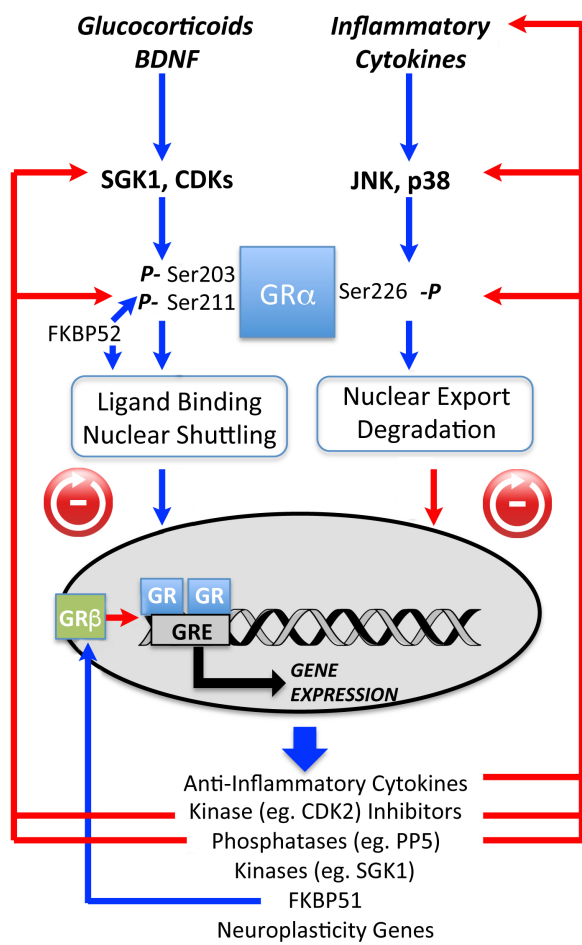 Glucocorticoids
BDNF
Inflammatory
Cytokines
SGK1, CDKs
JNK, p38
P- Ser203
P- Ser211
GRα
Ser226 -P
FKBP52
Ligand Binding
Nuclear Shuttling
Nuclear Export
Degradation
-
-
GR GR
GRβ
GRE
GENE
EXPRESSION
Anti-Inflammatory Cytokines
Kinase (eg. CDK2) Inhibitors
Phosphatases (eg. PP5)
Kinases (eg. SGK1)
FKBP51
Neuroplasticity Genes